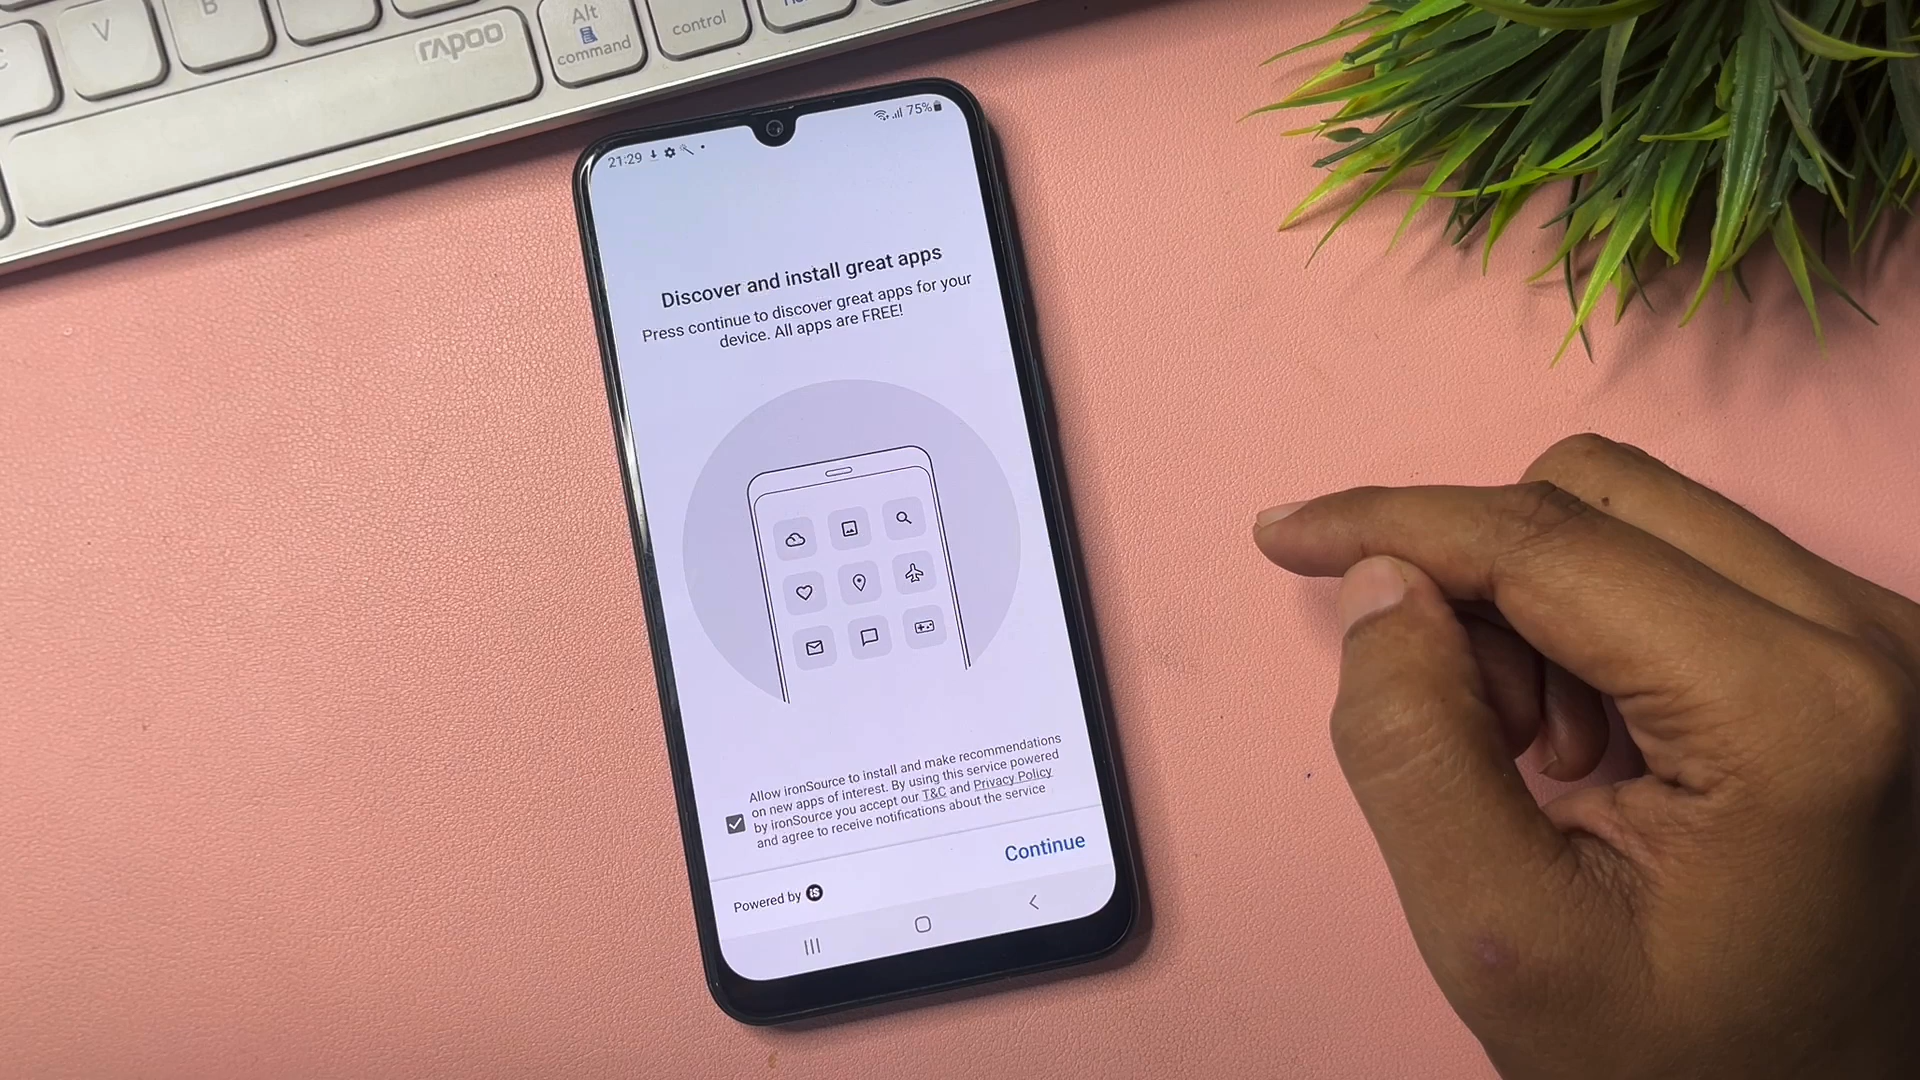 V
B
rapoo
Alt
command
control
21:29
75%
Discover and install great apps
Press continue to discover great apps for your
device. All apps are FREE!
Allow ironSource to install and make recommendations
on new apps of interest. By using this service powered
by ironSource you accept our T&C and Privacy Policy
and agree to receive notifications about the service
Continue
Powered by iS